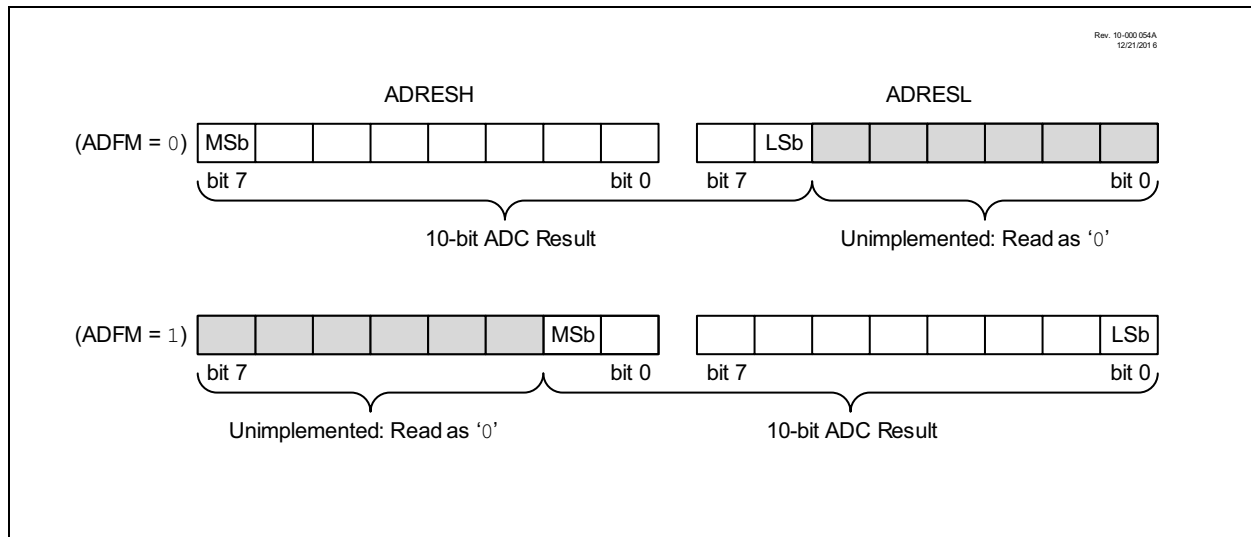 Rev. 10-000 054A
12/21/201 6
ADRESH ADRESL
(ADFM = 0) MSb LSb
bit 7 bit 0 bit 7 bit 0
10-bit ADC Result Unimplemented: Read as ‘0’
(ADFM = 1) MSb LSb
bit 7 bit 0 bit 7 bit 0
Unimplemented: Read as ‘0’ 10-bit ADC Result